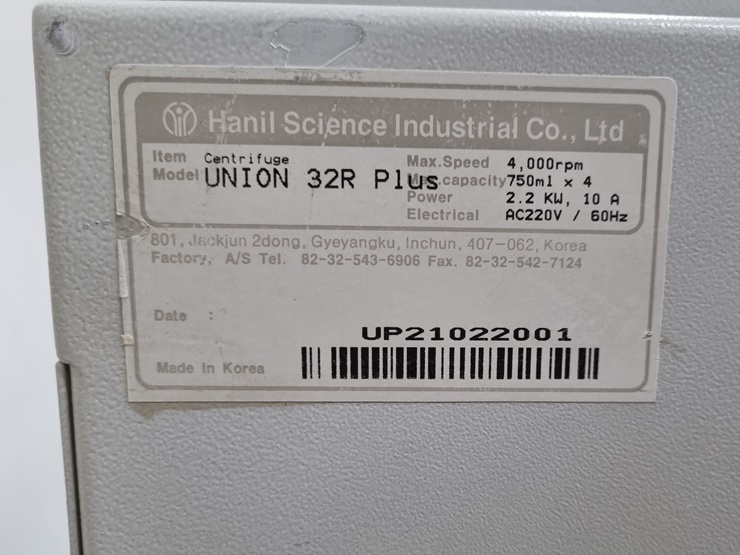 Hanil Science Industrial Co., Ltd
Item Centrifuge
Model UNION 32R Plus
Max.Speed 4,000rpm
Max.capacity 750ml x 4
Power 2.2 KW, 10 A
Electrical AC220V / 60Hz
801, Jackjun 2dong, Gyeyangku, Inchun, 407-062, Korea
Factory, A/S Tel. 82-32-543-6906 Fax. 82-32-542-7124
Date :
UP21022001
Made In Korea